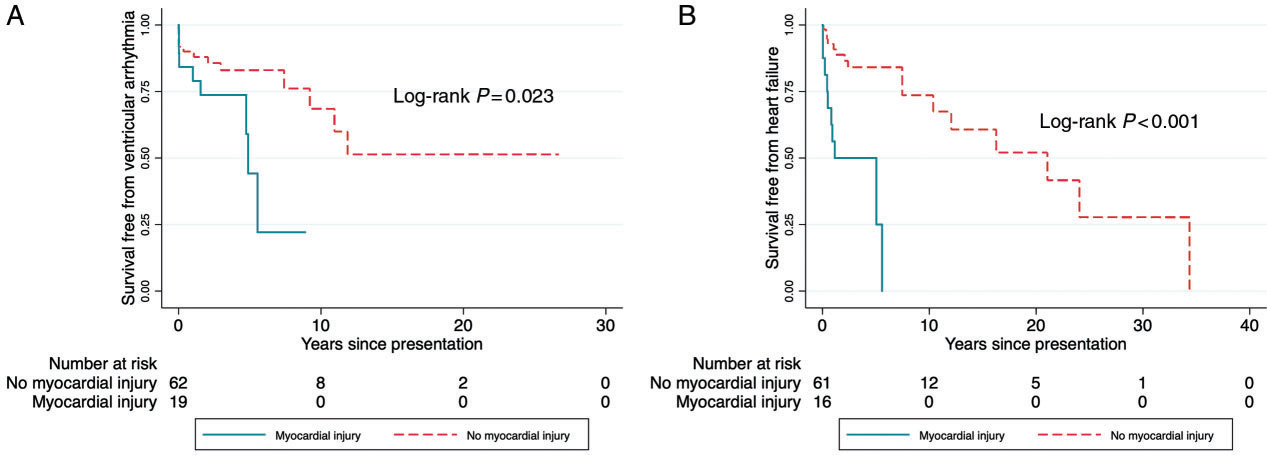 A
Survival free from ventricular arrhythmia
1.00
0.75
0.50
0.25
0.00
Log-rank P=0.023
0 10 20 30
Years since presentation
Number at risk
No myocardial injury 62 8 2 0
Myocardial injury 19 0 0 0
Myocardial injury No myocardial injury
B
Survival free from heart failure
1.00
0.75
0.50
0.25
0.00
Log-rank P<0.001
0 10 20 30 40
Years since presentation
Number at risk
No myocardial injury 61 12 5 1 0
Myocardial injury 16 0 0 0 0
Myocardial injury No myocardial injury